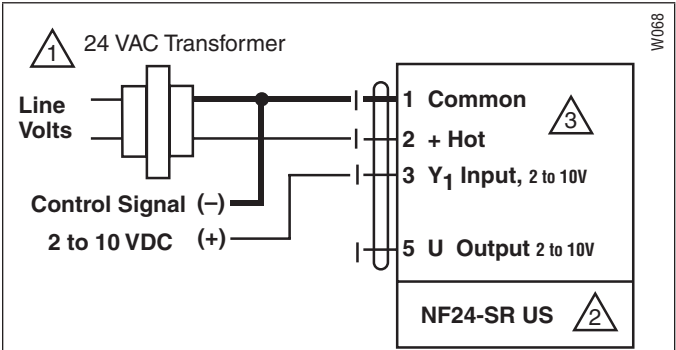 W068
1 24 VAC Transformer
Line
Volts
1 Common
3
2 + Hot
3 Y1 Input, 2 to 10V
Control Signal (–)
2 to 10 VDC (+)
5 U Output 2 to 10V
NF24-SR US 2